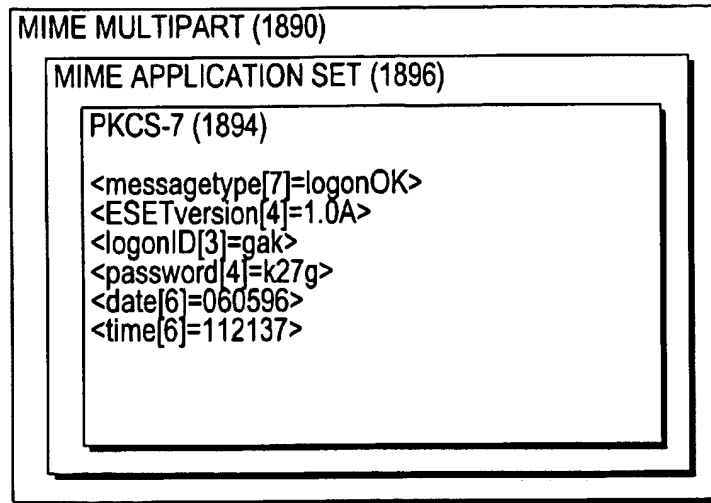 MIME MULTIPART (1890)
MIME APPLICATION SET (1896)
PKCS-7 (1894)
<messagetype[7]=logonOK>
<ESETversion[4]=1.0A>
<logonID[3]=gak>
<password[4]=k27g>
<date[6]=060596>
<time[6]=112137>